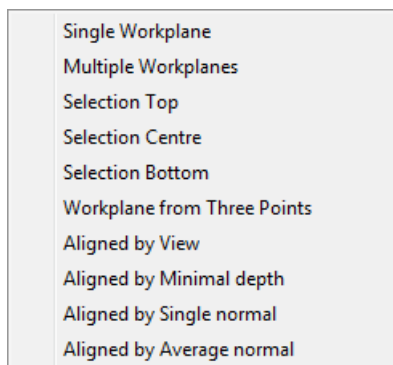 Single Workplane
Multiple Workplanes
Selection Top
Selection Centre
Selection Bottom
Workplane from Three Points
Aligned by View
Aligned by Minimal depth
Aligned by Single normal
Aligned by Average normal